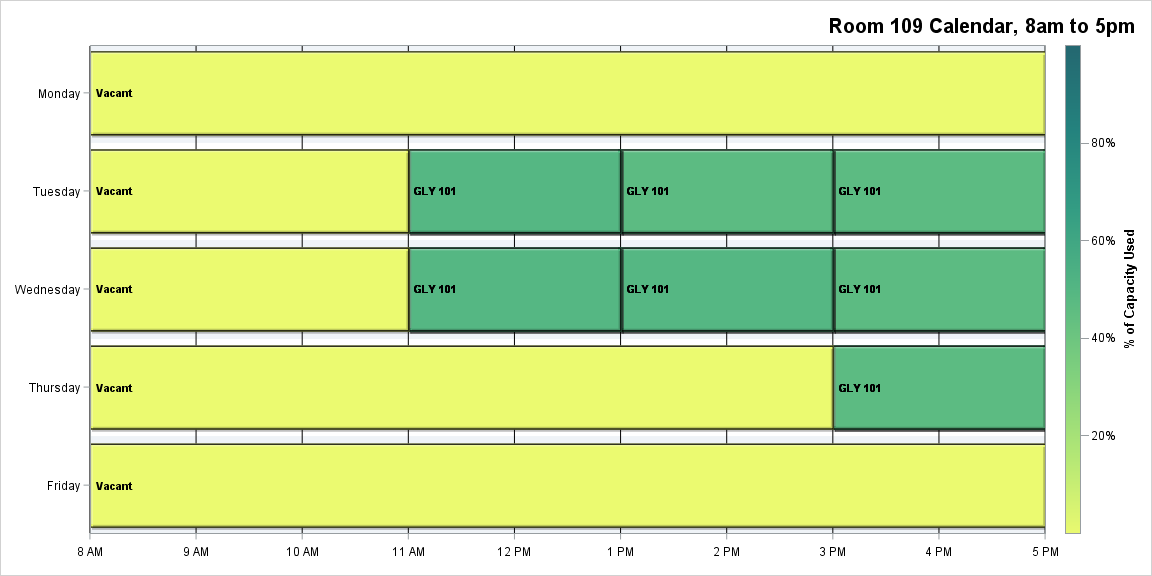 Room 109 Calendar, 8am to 5pm
Monday
Vacant
Tuesday
Vacant
GLY 101
GLY 101
GLY 101
Wednesday
Vacant
GLY 101
GLY 101
GLY 101
Thursday
Vacant
GLY 101
Friday
Vacant
8 AM
9 AM
10 AM
11 AM
12 PM
1 PM
2 PM
3 PM
4 PM
5 PM
80%
60%
40%
20%
% of Capacity Used